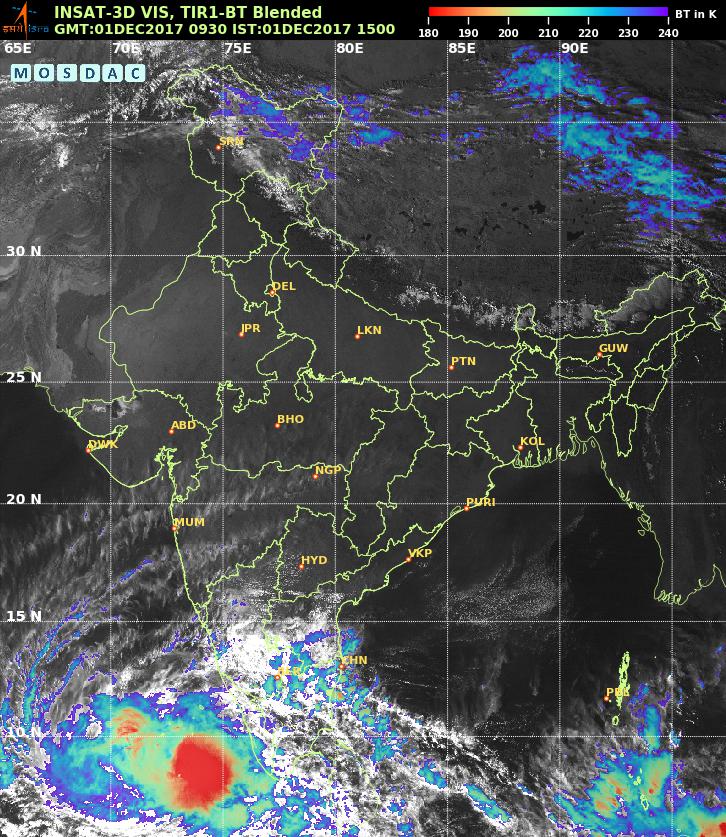 INSAT-3D VIS, TIR1-BT Blended
GMT:01DEC2017 0930 IST:01DEC2017 1500
BT in K
180 190 200 210 220 230 240
65E 70E 75E 80E 85E 90E
MOSDAC
SRN
30 N
DEL
JPR
LKN
GUW
PTN
25 N
ABD
BHO
DWK
KOL
NGP
20 N
PURI
MUM
VKP
HYD
15 N
CHN
10 N